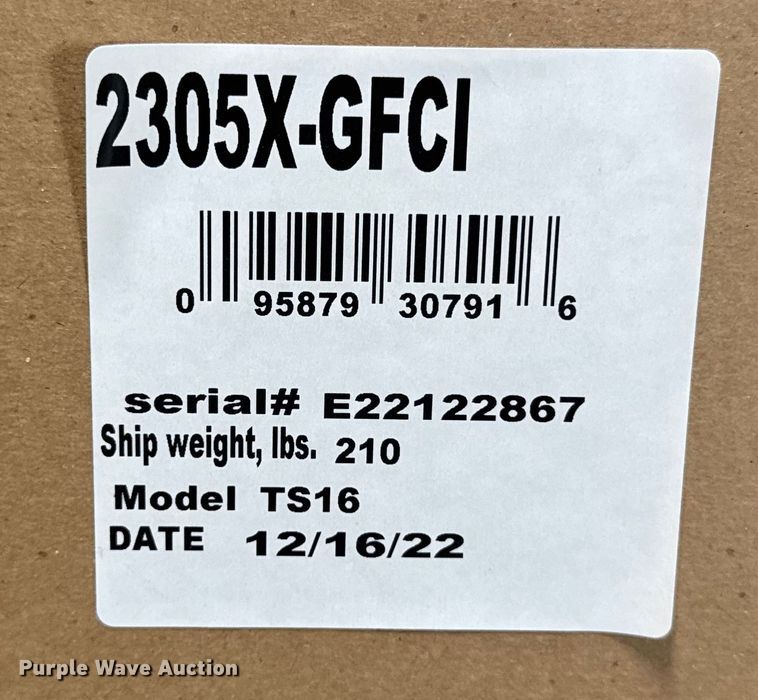 2305X-GFCI
0 95879 30791 6
serial# E22122867
Ship weight, lbs. 210
Model TS16
DATE 12/16/22
Purple Wave Auction